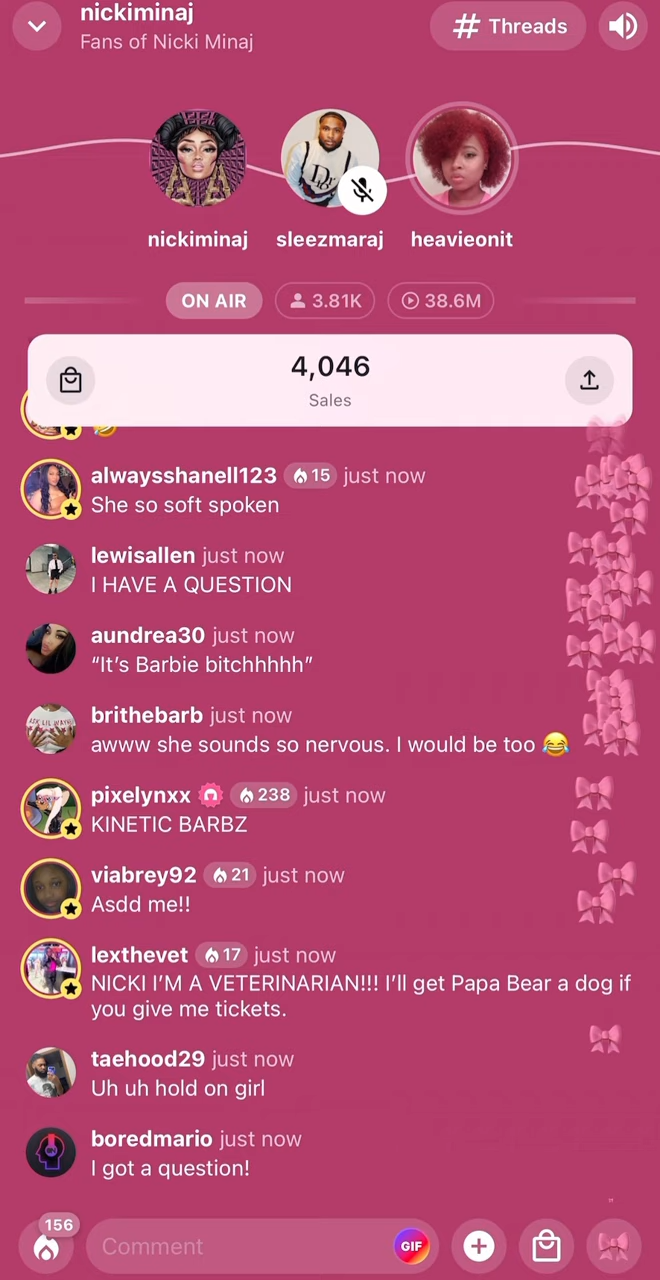 nickiminaj
Fans of Nicki Minaj
# Threads
nickiminaj
sleezmaraj
heavieonit
ON AIR
3.81K
38.6M
4,046
Sales
🤣
alwaysshanell123 15 just now
She so soft spoken
lewisallen just now
I HAVE A QUESTION
aundrea30 just now
“It’s Barbie bitchhhhh”
brithebarb just now
awww she sounds so nervous. I would be too 😂
pixelynxx 238 just now
KINETIC BARBZ
viabrey92 21 just now
Asdd me!!
lexthevet 17 just now
NICKI I’M A VETERINARIAN!!! I’ll get Papa Bear a dog if
you give me tickets.
taehood29 just now
Uh uh hold on girl
boredmario just now
I got a question!
156
Comment
GIF